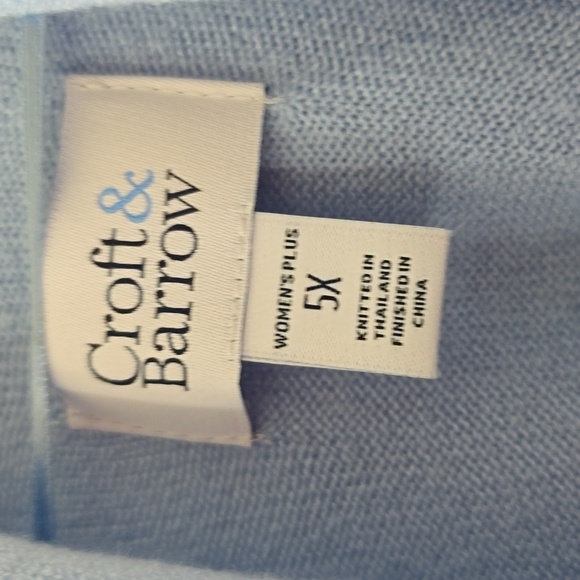 Croft&
Barrow
WOMEN'S PLUS
5X
KNITTED IN
THAILAND
FINISHED IN
CHINA